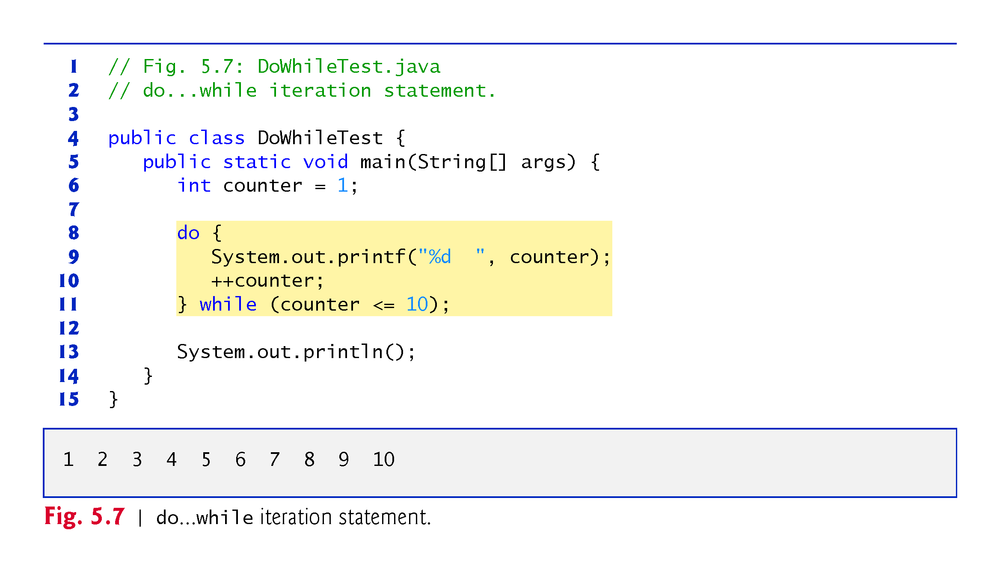 1 // Fig. 5.7: DoWhileTest.java
2 // do...while iteration statement.
3
4 public class DoWhileTest {
5    public static void main(String[] args) {
6       int counter = 1;
7
8       do {
9          System.out.printf("%d  ", counter);
10          ++counter;
11       } while (counter <= 10);
12
13       System.out.println();
14    }
15 }
1  2  3  4  5  6  7  8  9  10
Fig. 5.7 | do...while iteration statement.